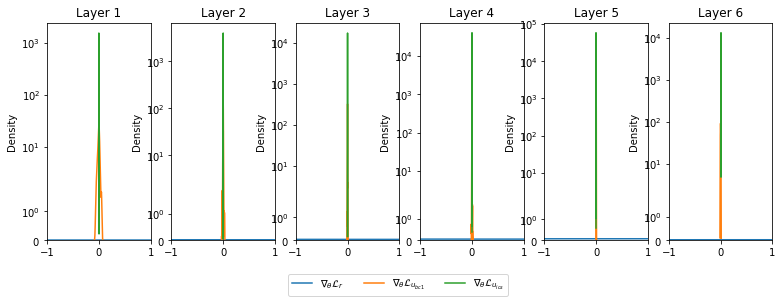 Layer 1 Layer 2 Layer 3 Layer 4 Layer 5 Layer 6
Density Density Density Density Density Density
10³ 10² 10¹ 10⁰ 0
10³ 10² 10¹ 10⁰ 0
10⁴ 10³ 10² 10¹ 10⁰ 0
10⁴ 10³ 10² 10¹ 10⁰ 0
10⁵ 10⁴ 10³ 10² 10¹ 10⁰ 0
10⁴ 10³ 10² 10¹ 10⁰ 0
−1 0 1 −1 0 1 −1 0 1 −1 0 1 −1 0 1 −1 0 1
∇θℒr ∇θℒu_bc1 ∇θℒu_ics